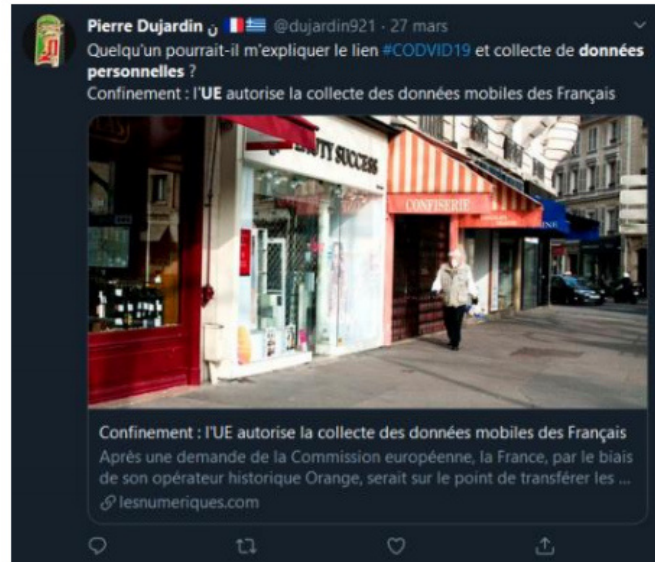 Pierre Dujardin ن 🇫🇷🇬🇷 @dujardin921 · 27 mars
Quelqu'un pourrait-il m'expliquer le lien #CODVID19 et collecte de données
personnelles ?
Confinement : l'UE autorise la collecte des données mobiles des Français
BEAUTY SUCCESS
CONFISERIE
Confinement : l'UE autorise la collecte des données mobiles des Français
Après une demande de la Commission européenne, la France, par le biais
de son opérateur historique Orange, serait sur le point de transférer les ...
lesnumeriques.com